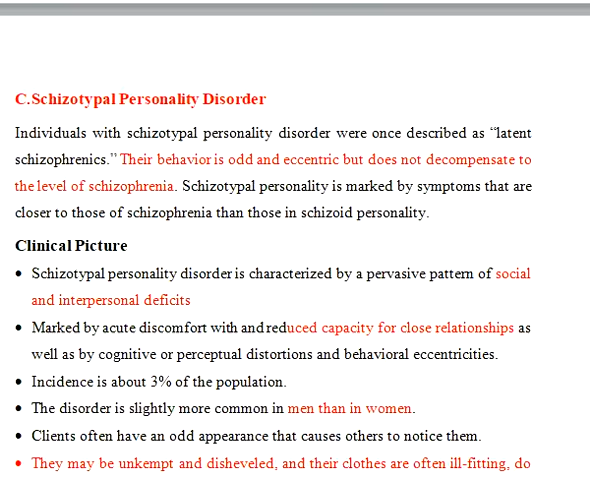 C.Schizotypal Personality Disorder
Individuals with schizotypal personality disorder were once described as “latent
schizophrenics.” Their behavior is odd and eccentric but does not decompensate to
the level of schizophrenia. Schizotypal personality is marked by symptoms that are
closer to those of schizophrenia than those in schizoid personality.
Clinical Picture
• Schizotypal personality disorder is characterized by a pervasive pattern of social
and interpersonal deficits
• Marked by acute discomfort with and reduced capacity for close relationships as
well as by cognitive or perceptual distortions and behavioral eccentricities.
• Incidence is about 3% of the population.
• The disorder is slightly more common in men than in women.
• Clients often have an odd appearance that causes others to notice them.
• They may be unkempt and disheveled, and their clothes are often ill-fitting, do